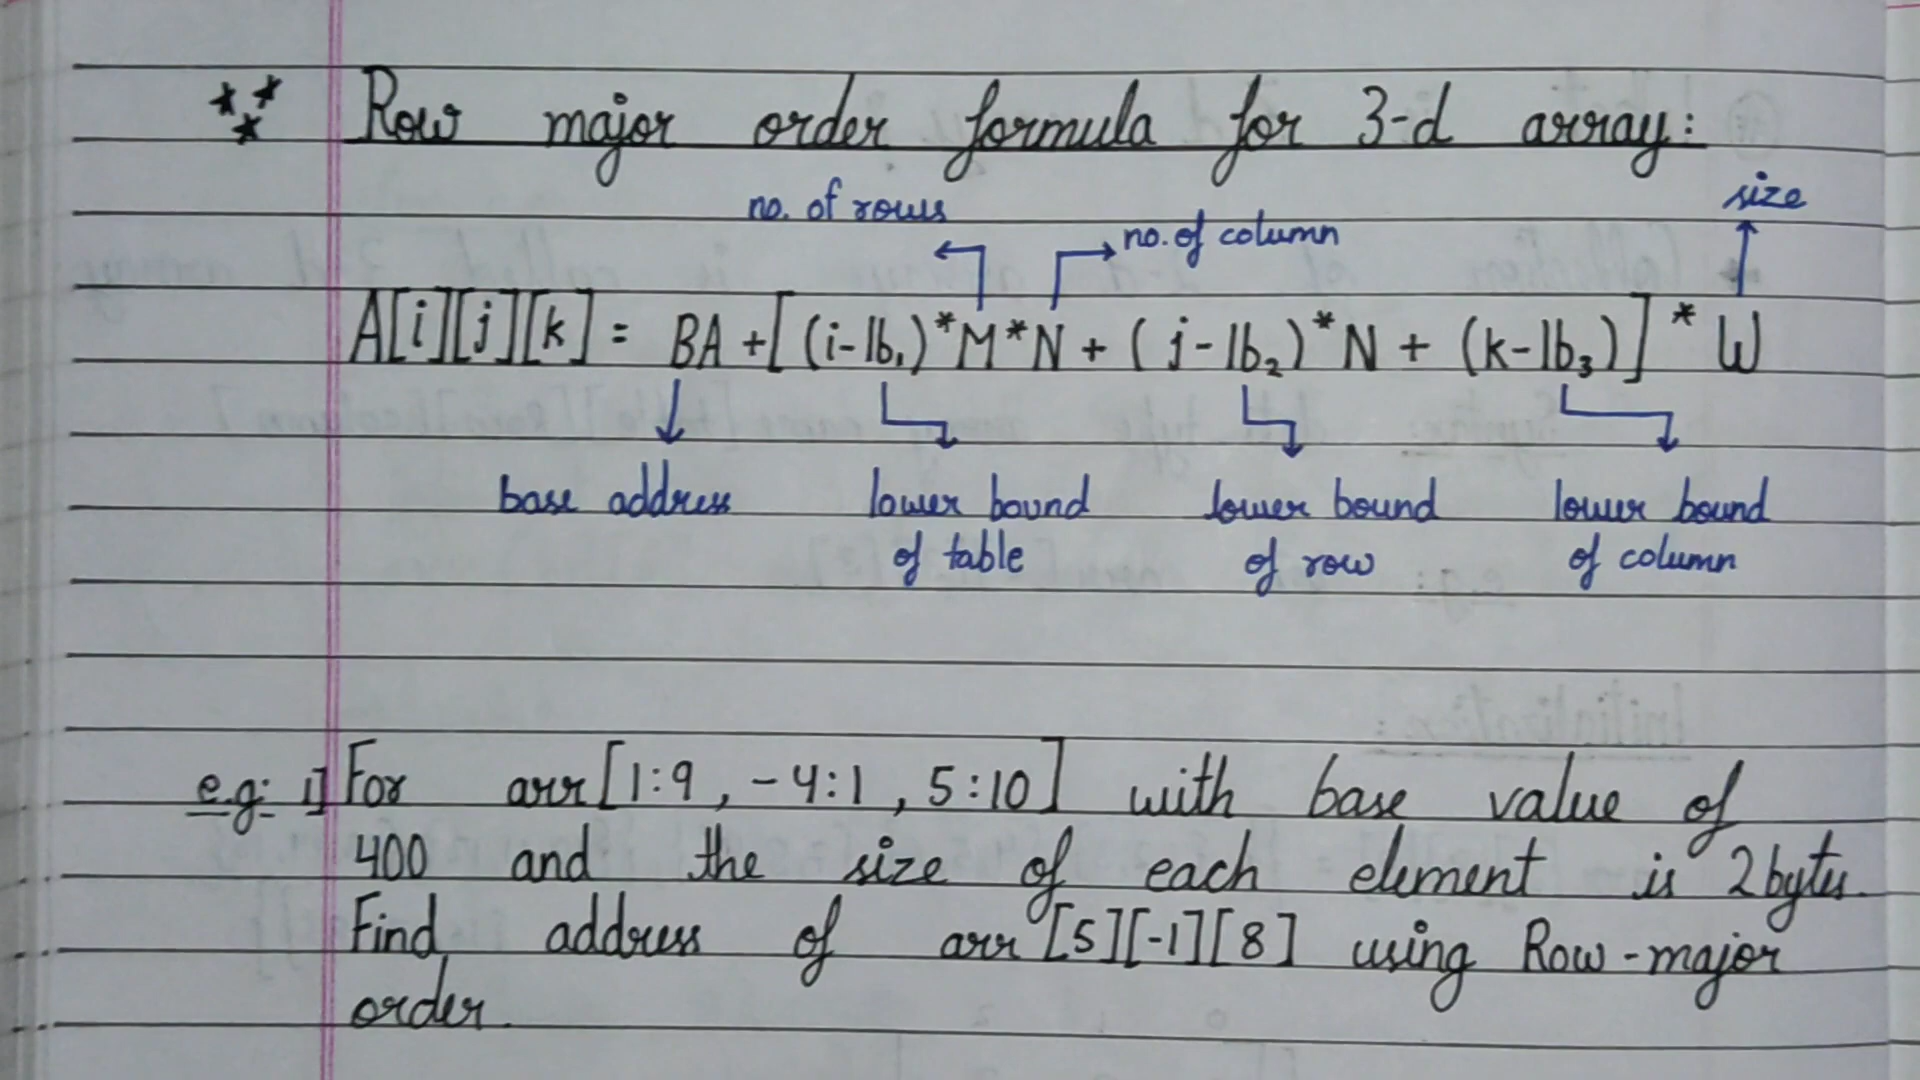 *** Row major order formula for 3-d array:
no. of rows
no. of column
size
A[i][j][k] = BA + [(i-lb₁)*M*N + (j-lb₂)*N + (k-lb₃)] * W
base address
lower bound of table
lower bound of row
lower bound of column
e.g: 1] For arr[1:9, -4:1, 5:10] with base value of
400 and the size of each element is 2 bytes.
Find address of arr[5][-1][8] using Row-major
order.